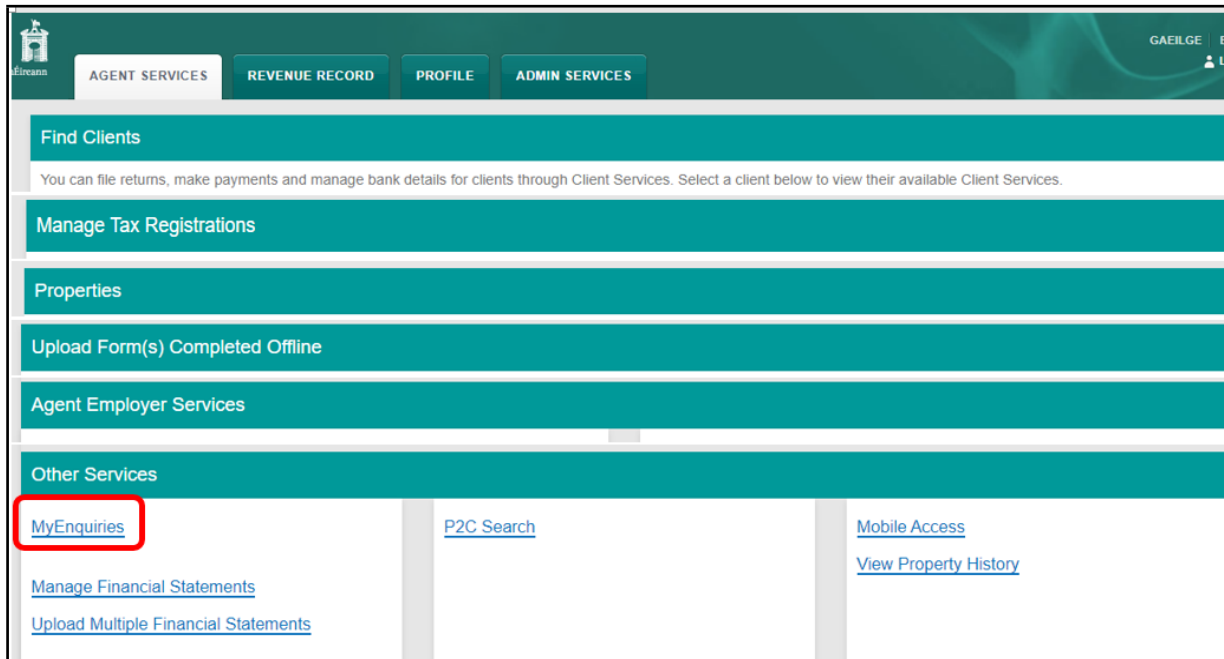 GAEILGE
Éireann
AGENT SERVICES
REVENUE RECORD
PROFILE
ADMIN SERVICES
Find Clients
You can file returns, make payments and manage bank details for clients through Client Services. Select a client below to view their available Client Services.
Manage Tax Registrations
Properties
Upload Form(s) Completed Offline
Agent Employer Services
Other Services
MyEnquiries
P2C Search
Mobile Access
View Property History
Manage Financial Statements
Upload Multiple Financial Statements